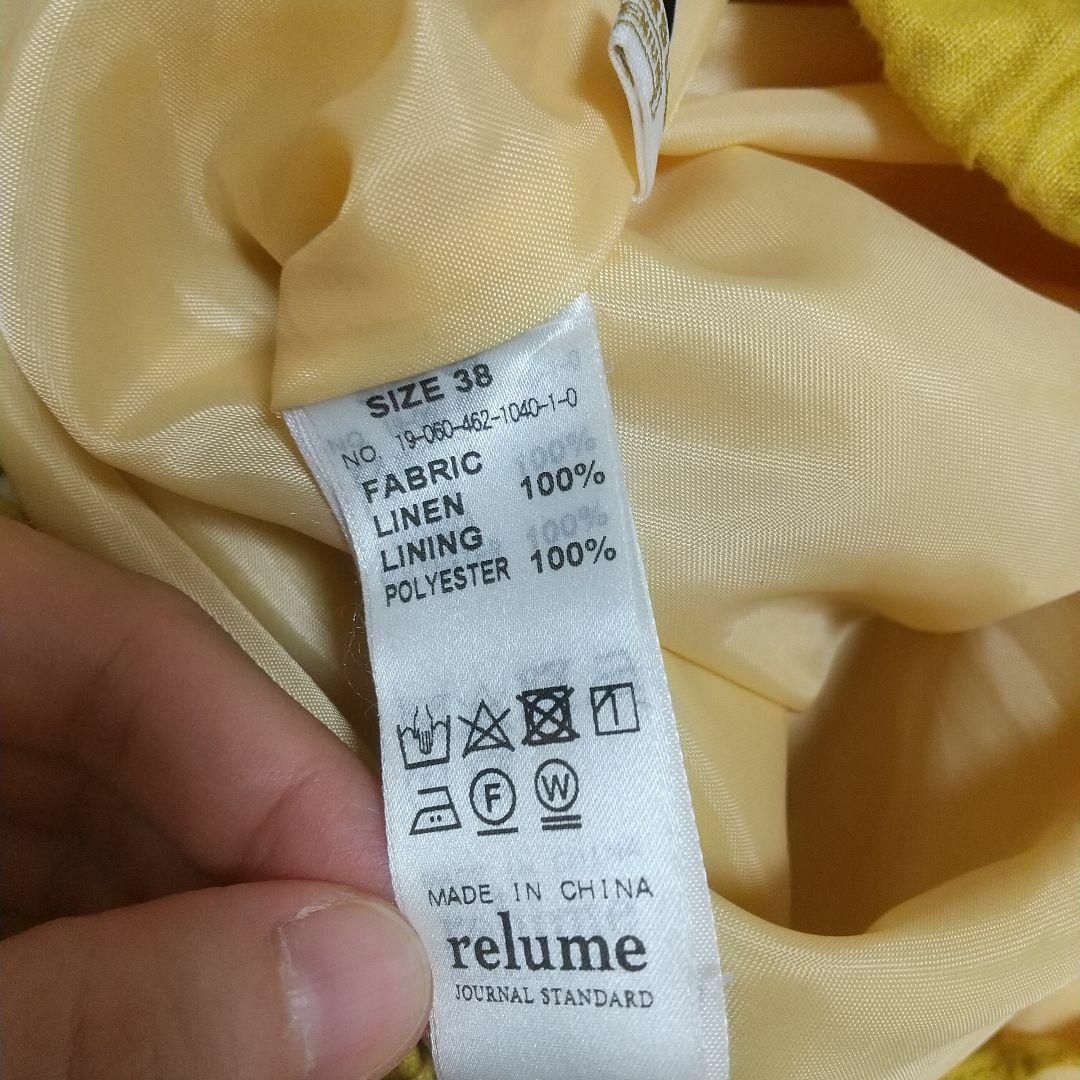 SIZE 38
NO. 19-060-462-1040-1-0
FABRIC
LINEN 100%
LINING
POLYESTER 100%
F W
MADE IN CHINA
relume
JOURNAL STANDARD